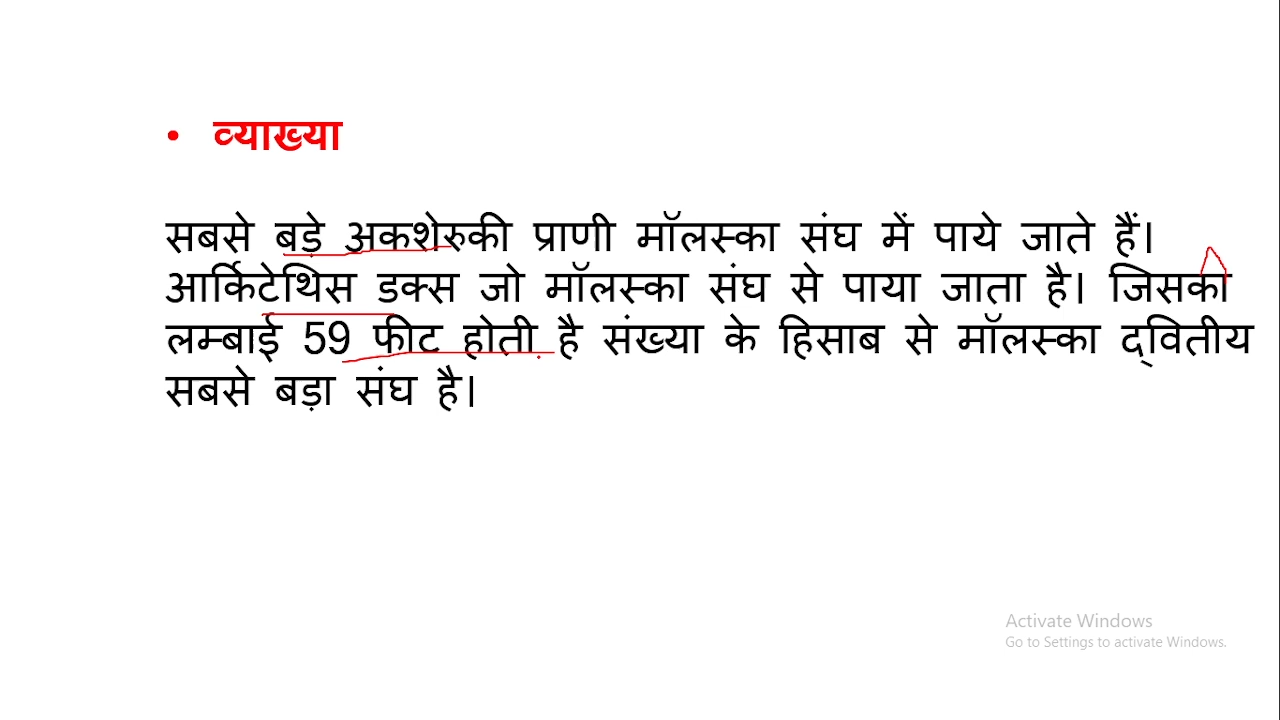 • व्याख्या
सबसे बड़े अकशेरुकी प्राणी मॉलस्का संघ में पाये जाते हैं।
आर्किटेथिस डक्स जो मॉलस्का संघ से पाया जाता है। जिसकी
लम्बाई 59 फीट होती है संख्या के हिसाब से मॉलस्का द्वितीय
सबसे बड़ा संघ है।
Activate Windows
Go to Settings to activate Windows.